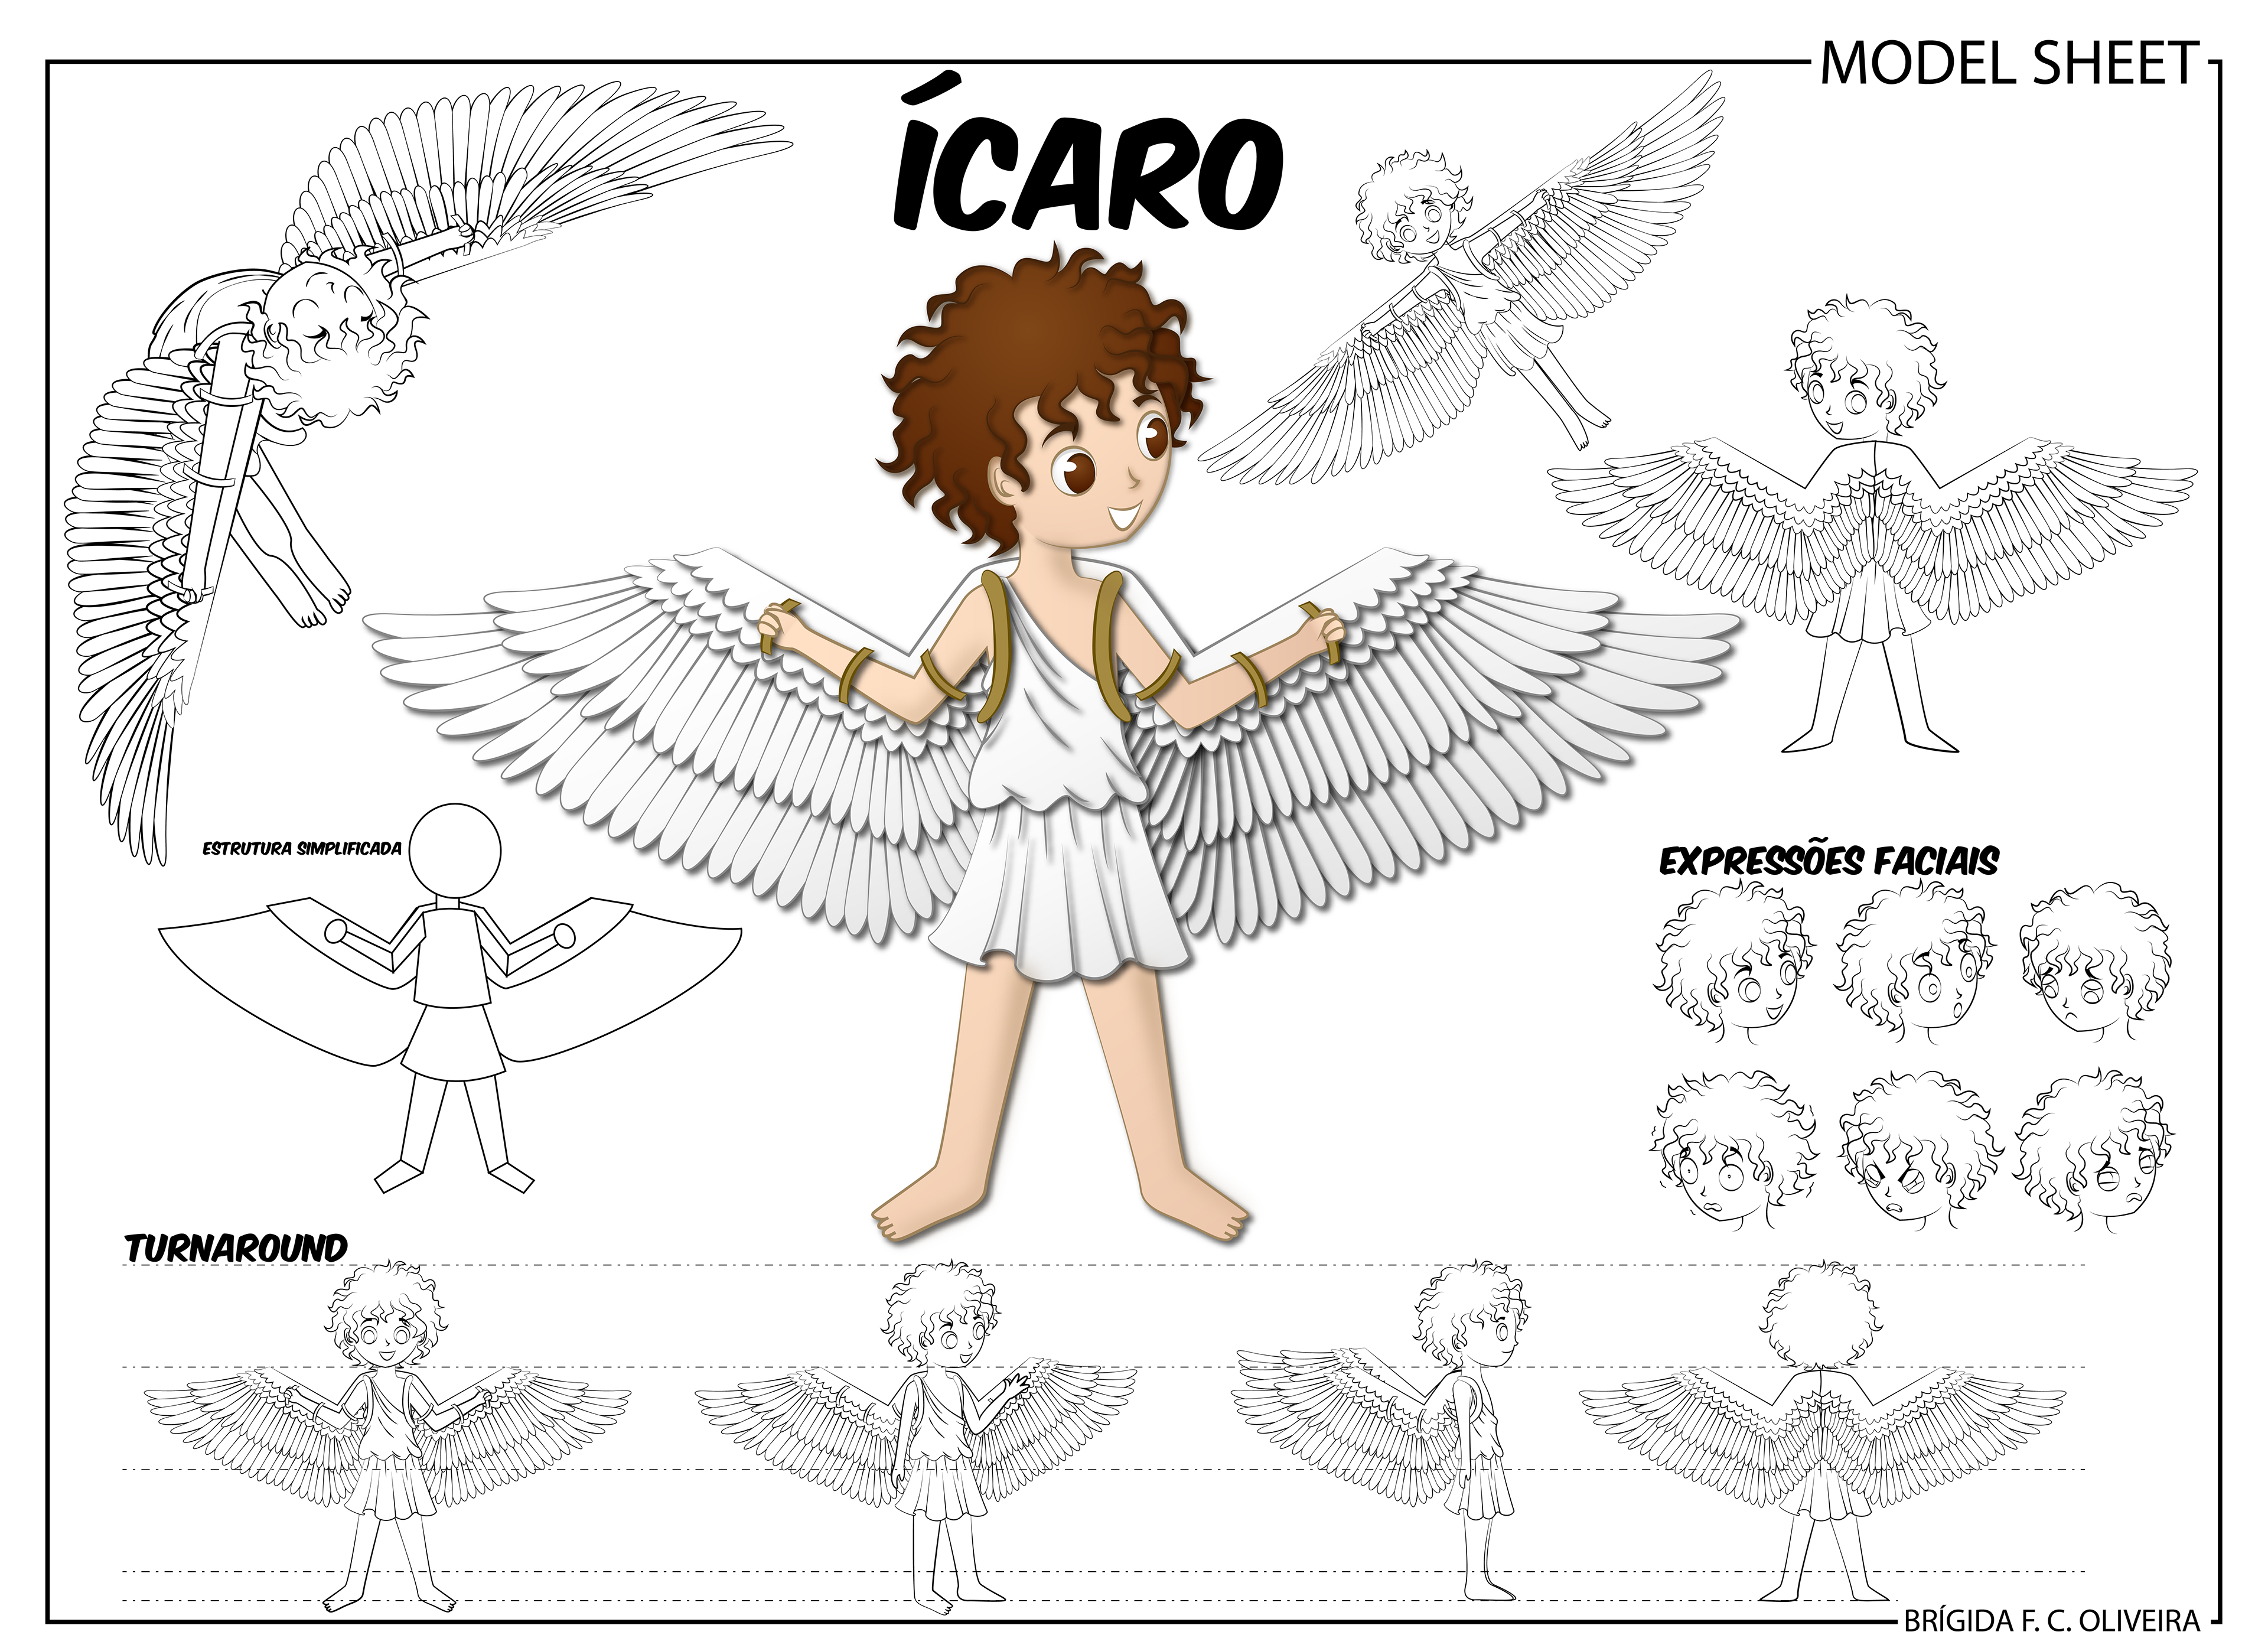 MODEL SHEET
ÍCARO
ESTRUTURA SIMPLIFICADA
EXPRESSÕES FACIAIS
TURNAROUND
BRÍGIDA F. C. OLIVEIRA